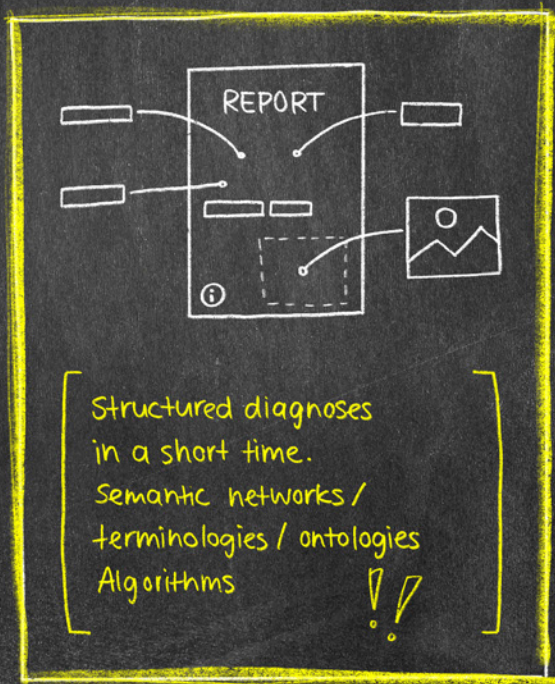 REPORT
i
Structured diagnoses
in a short time.
Semantic networks /
terminologies / ontologies
Algorithms !!